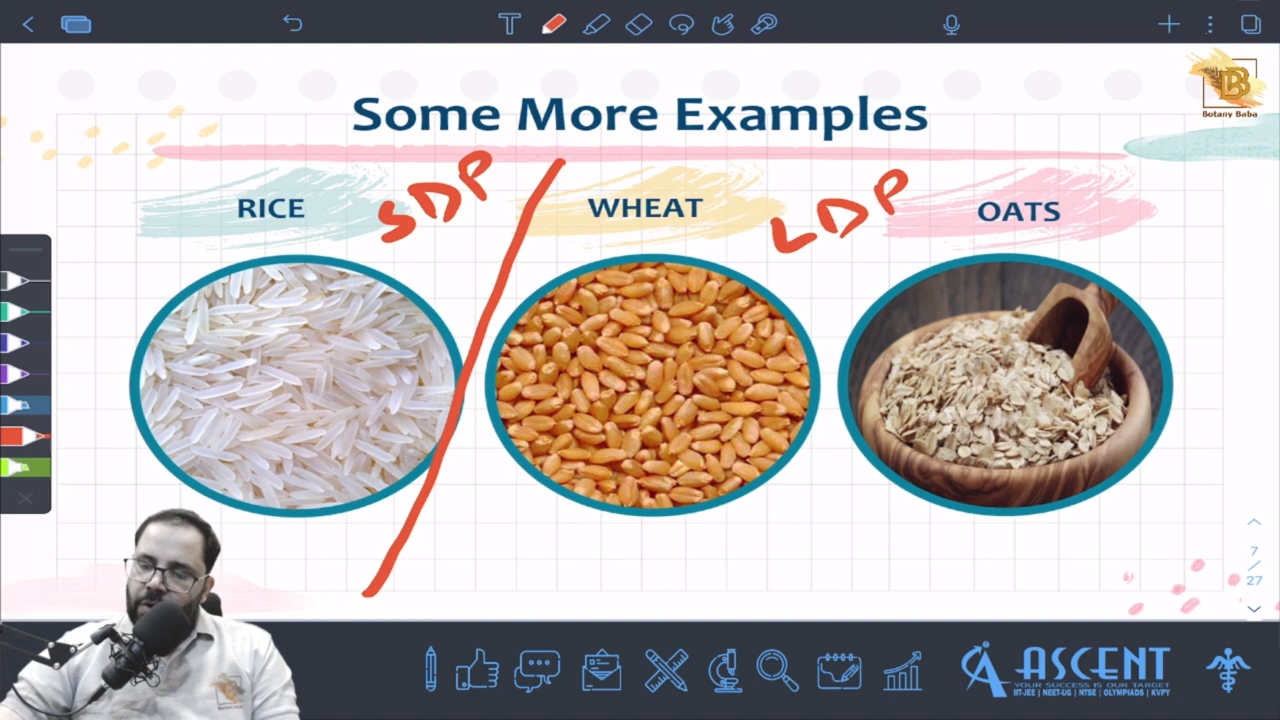 Botany Baba
Some More Examples
RICE
SDP
WHEAT
LDP
OATS
7
/
27
ASCENT
YOUR SUCCESS IS OUR TARGET
IIT-JEE | NEET-UG | NTSE | OLYMPIADS | KVPY